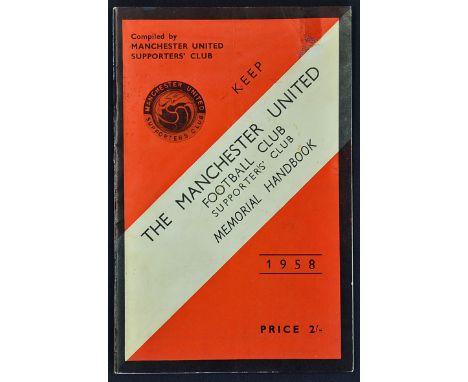 Compiled by
MANCHESTER UNITED
SUPPORTERS' CLUB
MANCHESTER UNITED
SUPPORTERS CLUB
KEEP
THE MANCHESTER UNITED
FOOTBALL CLUB
SUPPORTERS' CLUB
MEMORIAL HANDBOOK
1958
PRICE 2/-